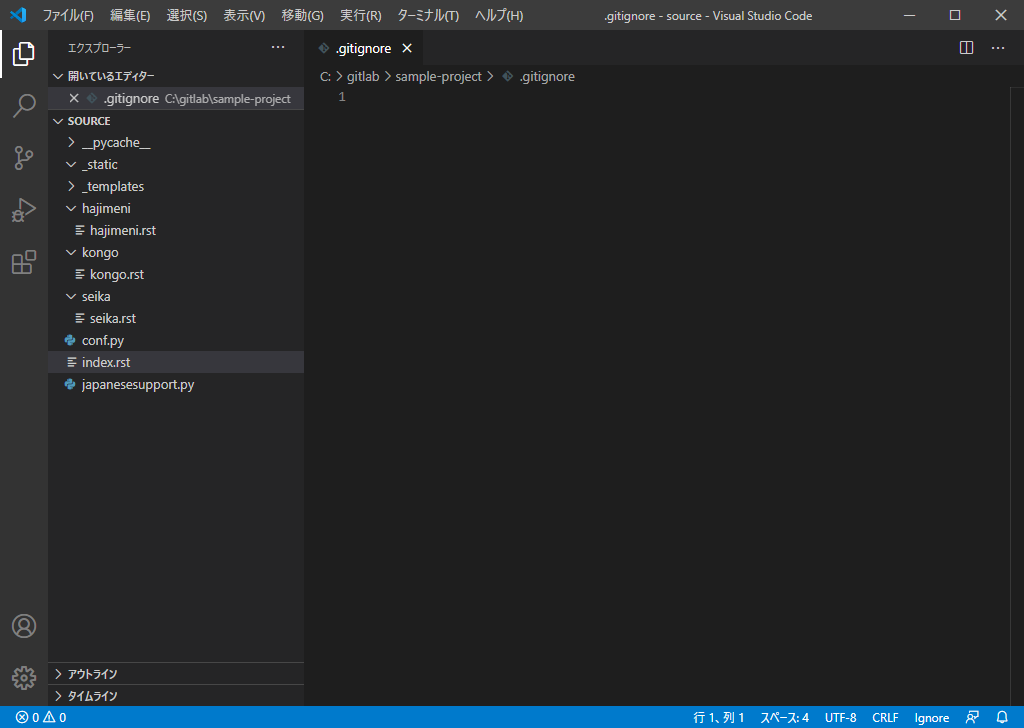 ファイル(F) 編集(E) 選択(S) 表示(V) 移動(G) 実行(R) ターミナル(T) ヘルプ(H) .gitignore - source - Visual Studio Code
エクスプローラー
.gitignore
開いているエディター
C: gitlab sample-project .gitignore
.gitignore C:\gitlab\sample-project
1
SOURCE
__pycache__
_static
_templates
hajimeni
hajimeni.rst
kongo
kongo.rst
seika
seika.rst
conf.py
index.rst
japanesesupport.py
アウトライン
タイムライン
0 0 行 1、列 1 スペース: 4 UTF-8 CRLF Ignore